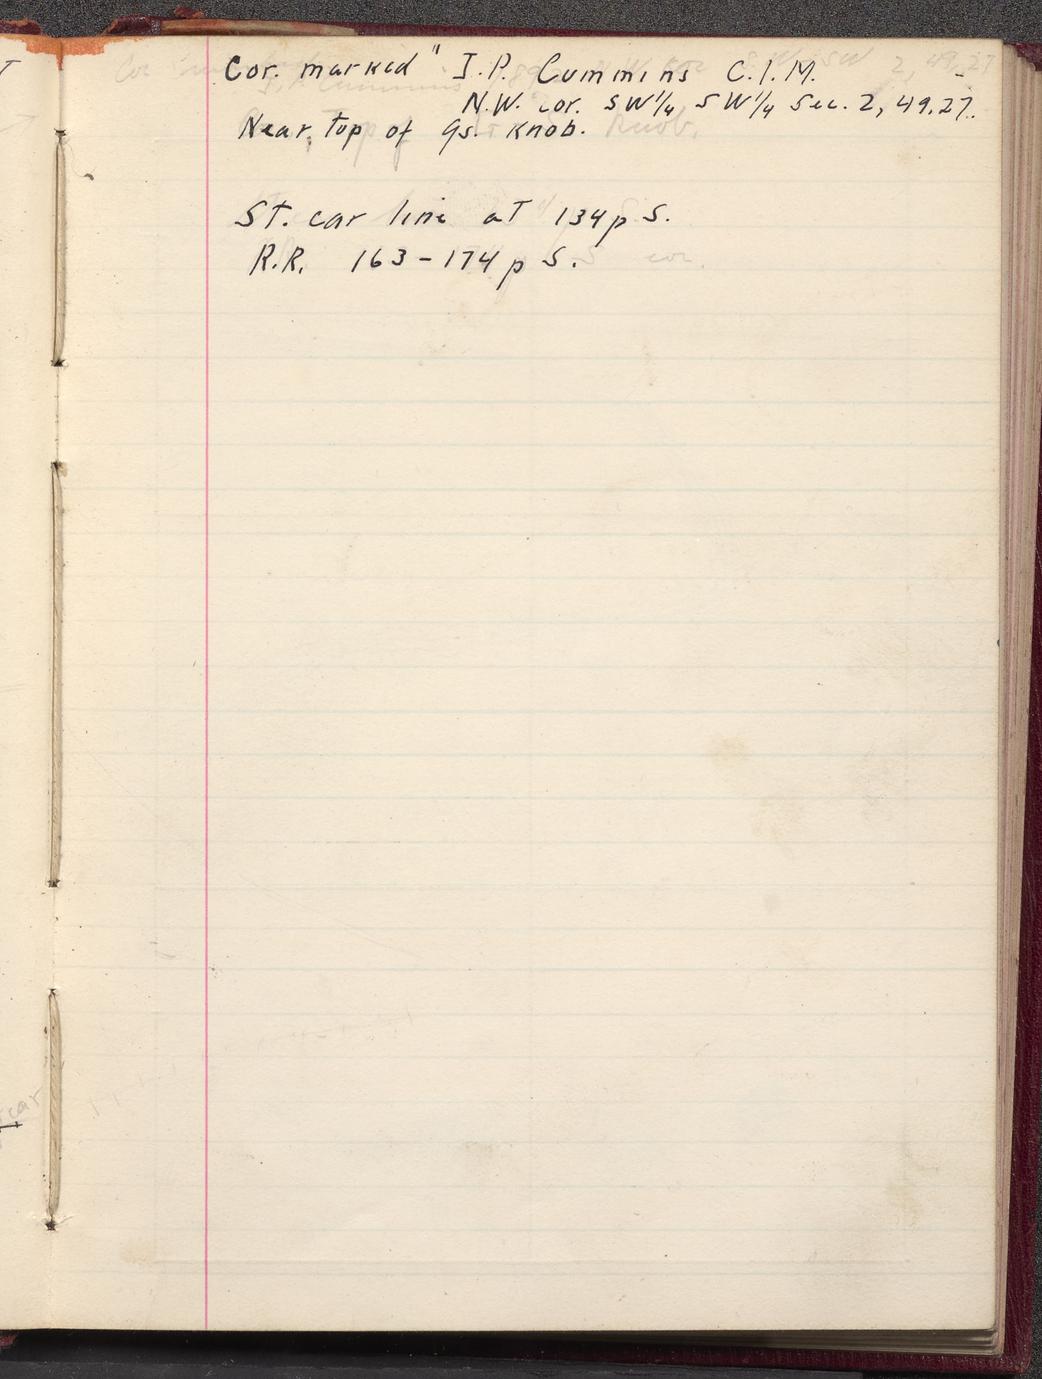 Cor. marked " J.P. Cummins C.I.M.
N.W. cor. SW1/4 SW1/4 Sec. 2, 49.27.
Near top of gs. knob.
St. car line at 134p S.
R.R. 163-174p S.